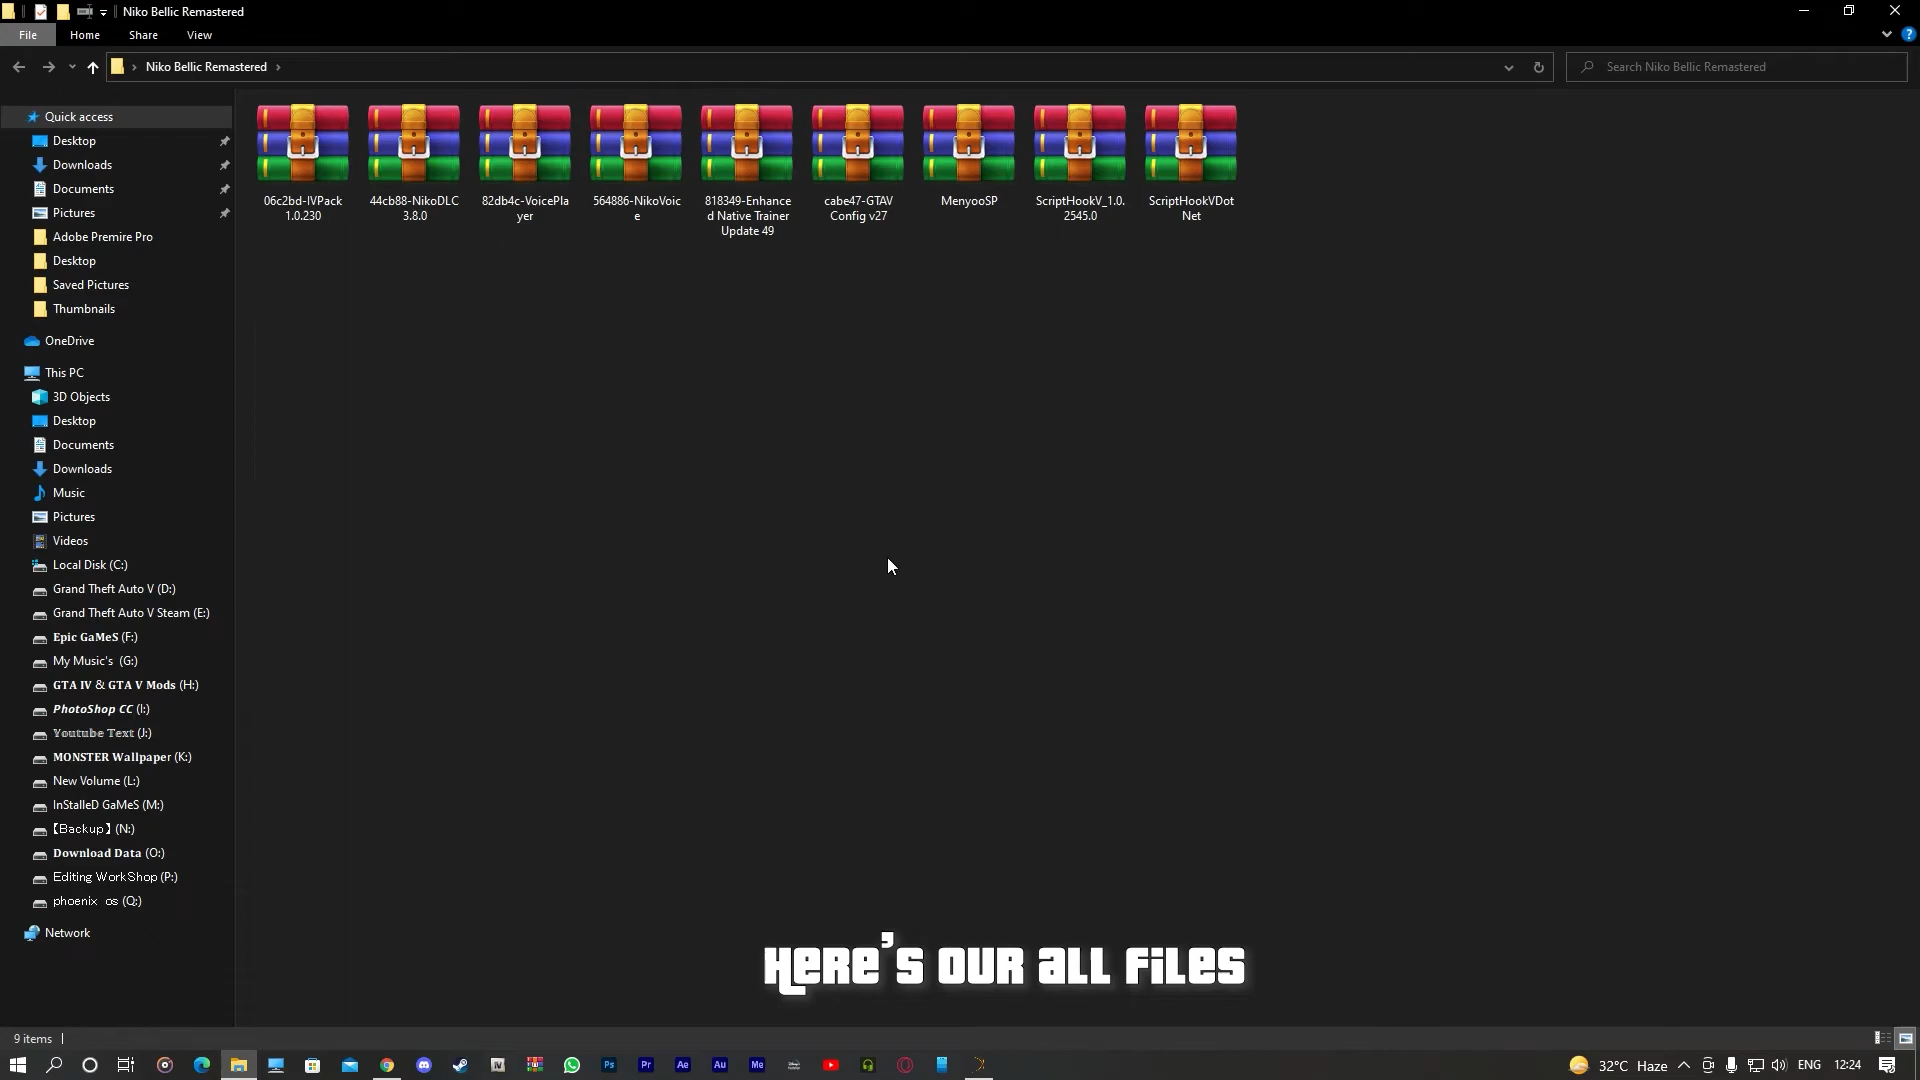 Niko Bellic Remastered
File
Home
Share
View
Niko Bellic Remastered
Search Niko Bellic Remastered
Quick access
Desktop
Downloads
Documents
Pictures
Adobe Premire Pro
Desktop
Saved Pictures
Thumbnails
OneDrive
This PC
3D Objects
Desktop
Documents
Downloads
Music
Pictures
Videos
Local Disk (C:)
Grand Theft Auto V (D:)
Grand Theft Auto V Steam (E:)
Epic GaMeS (F:)
My Music's (G:)
GTA IV & GTA V Mods (H:)
PhotoShop CC (I:)
Youtube Text (J:)
MONSTER Wallpaper (K:)
New Volume (L:)
InStalleD GaMeS (M:)
【Backup】(N:)
Download Data (O:)
Editing WorkShop (P:)
phoenix os (Q:)
Network
06c2bd-IVPack
1.0.230
44cb88-NikoDLC
3.8.0
82db4c-VoicePla
yer
564886-NikoVoic
e
818349-Enhance
d Native Trainer
Update 49
cabe47-GTAV
Config v27
MenyooSP
ScriptHookV_1.0.
2545.0
ScriptHookVDot
Net
Here's our all files
9 items
IV
Ps
Pr
Ae
Au
Me
32°C Haze
ENG
12:24